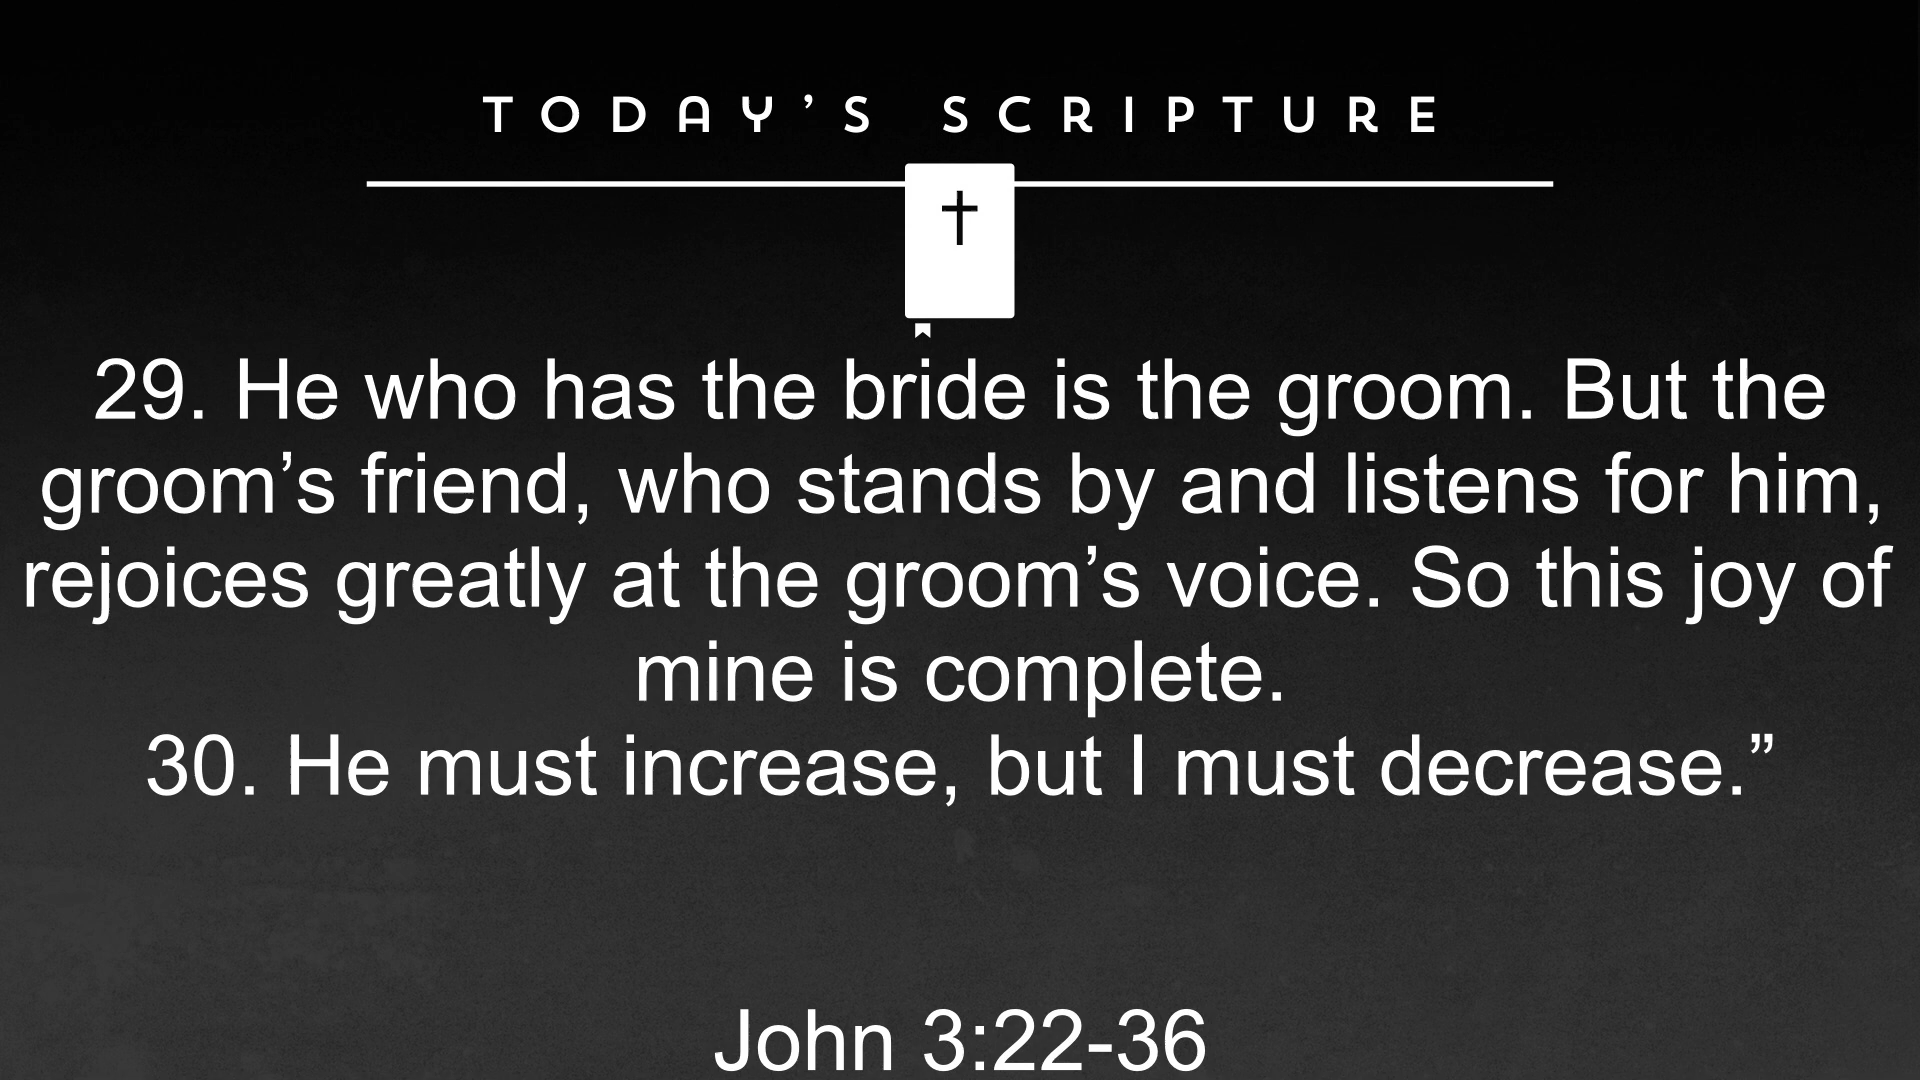 TODAY’S SCRIPTURE
29. He who has the bride is the groom. But the
groom’s friend, who stands by and listens for him,
rejoices greatly at the groom’s voice. So this joy of
mine is complete.
30. He must increase, but I must decrease.”
John 3:22-36